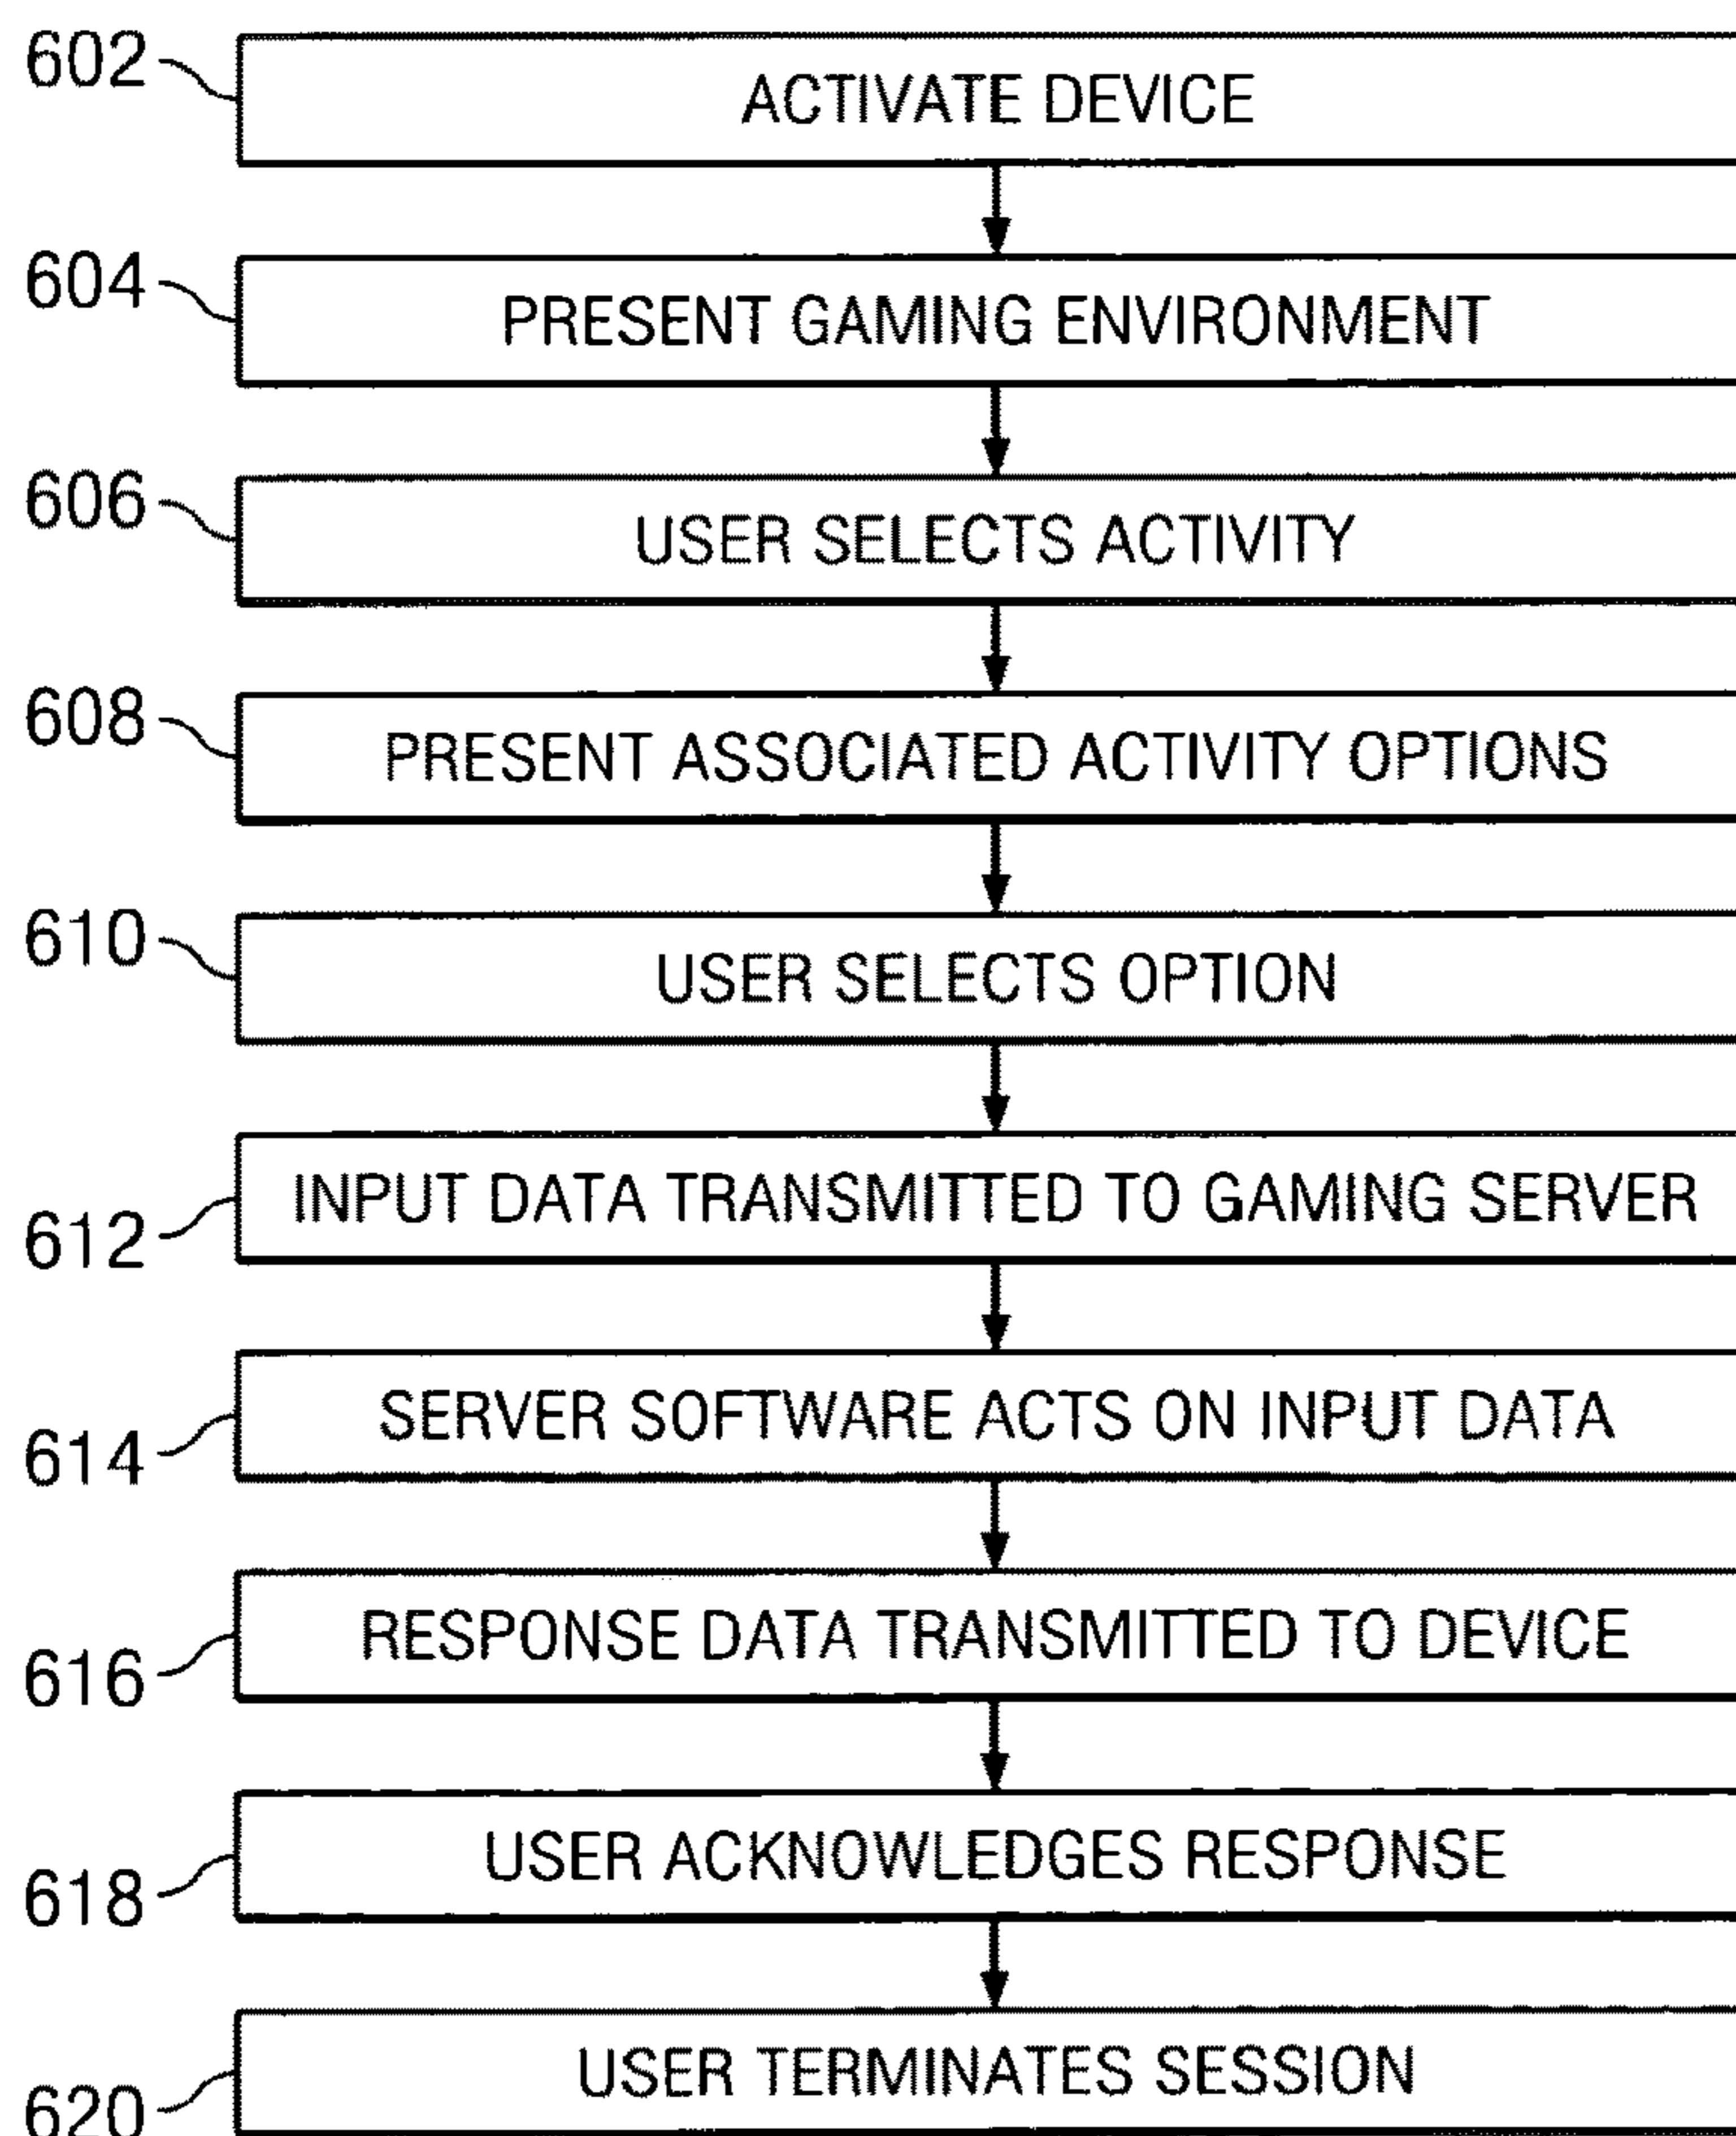 602
ACTIVATE DEVICE
604
PRESENT GAMING ENVIRONMENT
606
USER SELECTS ACTIVITY
608
PRESENT ASSOCIATED ACTIVITY OPTIONS
610
USER SELECTS OPTION
612
INPUT DATA TRANSMITTED TO GAMING SERVER
614
SERVER SOFTWARE ACTS ON INPUT DATA
616
RESPONSE DATA TRANSMITTED TO DEVICE
618
USER ACKNOWLEDGES RESPONSE
620
USER TERMINATES SESSION